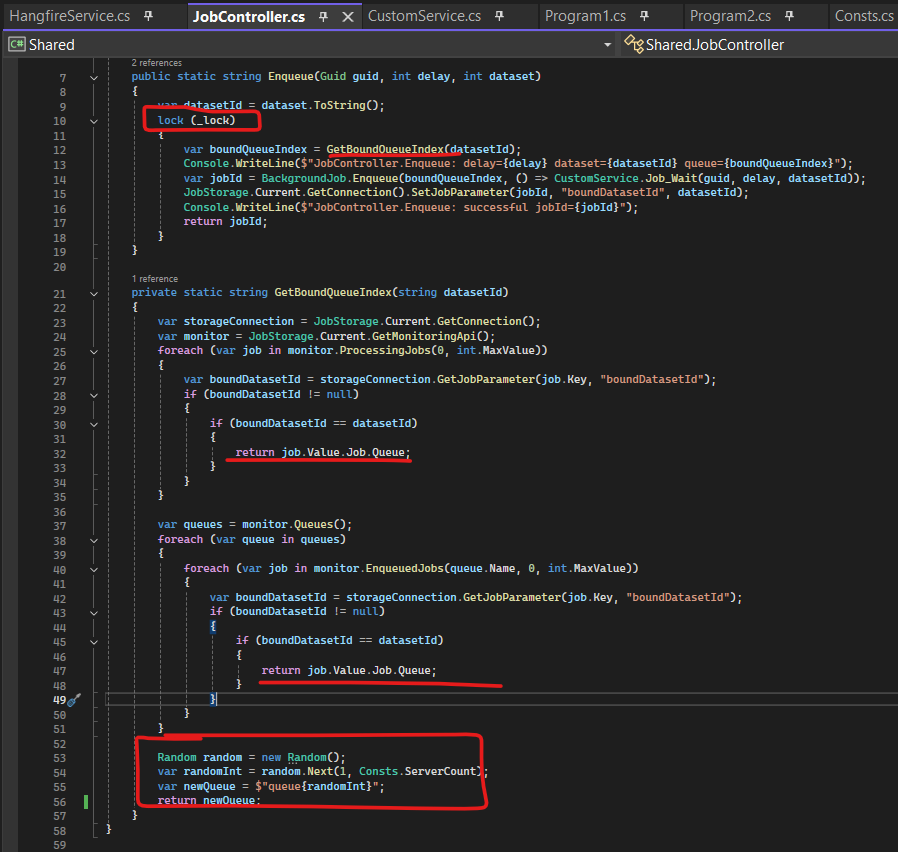 HangfireService.cs JobController.cs CustomService.cs Program1.cs Program2.cs Consts.cs
C# Shared Shared.JobController
2 references
7 public static string Enqueue(Guid guid, int delay, int dataset)
8 {
9 var datasetId = dataset.ToString();
10 lock (_lock)
11 {
12 var boundQueueIndex = GetBoundQueueIndex(datasetId);
13 Console.WriteLine($"JobController.Enqueue: delay={delay} dataset={datasetId} queue={boundQueueIndex}");
14 var jobId = BackgroundJob.Enqueue(boundQueueIndex, () => CustomService.Job_Wait(guid, delay, datasetId));
15 JobStorage.Current.GetConnection().SetJobParameter(jobId, "boundDatasetId", datasetId);
16 Console.WriteLine($"JobController.Enqueue: successful jobId={jobId}");
17 return jobId;
18 }
19 }
20
1 reference
21 private static string GetBoundQueueIndex(string datasetId)
22 {
23 var storageConnection = JobStorage.Current.GetConnection();
24 var monitor = JobStorage.Current.GetMonitoringApi();
25 foreach (var job in monitor.ProcessingJobs(0, int.MaxValue))
26 {
27 var boundDatasetId = storageConnection.GetJobParameter(job.Key, "boundDatasetId");
28 if (boundDatasetId != null)
29 {
30 if (boundDatasetId == datasetId)
31 {
32 return job.Value.Job.Queue;
33 }
34 }
35 }
36
37 var queues = monitor.Queues();
38 foreach (var queue in queues)
39 {
40 foreach (var job in monitor.EnqueuedJobs(queue.Name, 0, int.MaxValue))
41 {
42 var boundDatasetId = storageConnection.GetJobParameter(job.Key, "boundDatasetId");
43 if (boundDatasetId != null)
44 {
45 if (boundDatasetId == datasetId)
46 {
47 return job.Value.Job.Queue;
48 }
49 }
50 }
51 }
52
53 Random random = new Random();
54 var randomInt = random.Next(1, Consts.ServerCount);
55 var newQueue = $"queue{randomInt}";
56 return newQueue;
57 }
58 }
59